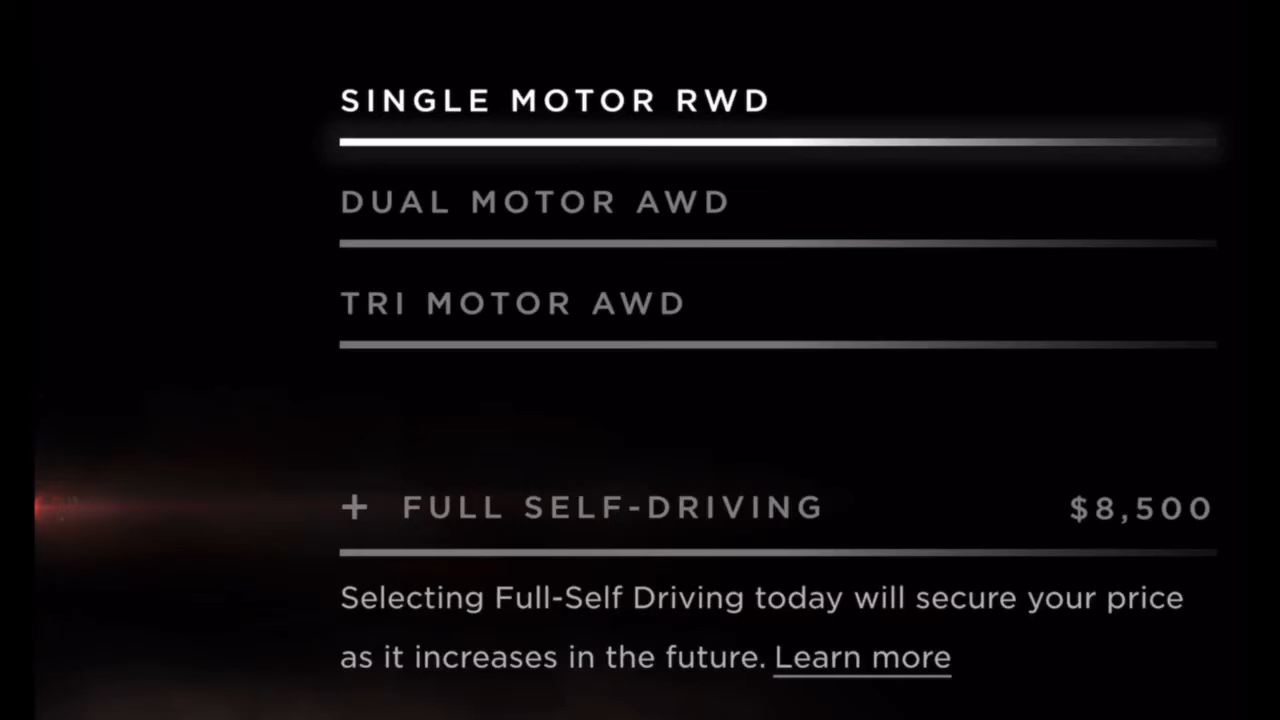 SINGLE MOTOR RWD
DUAL MOTOR AWD
TRI MOTOR AWD
+ FULL SELF-DRIVING $8,500
Selecting Full-Self Driving today will secure your price
as it increases in the future. Learn more